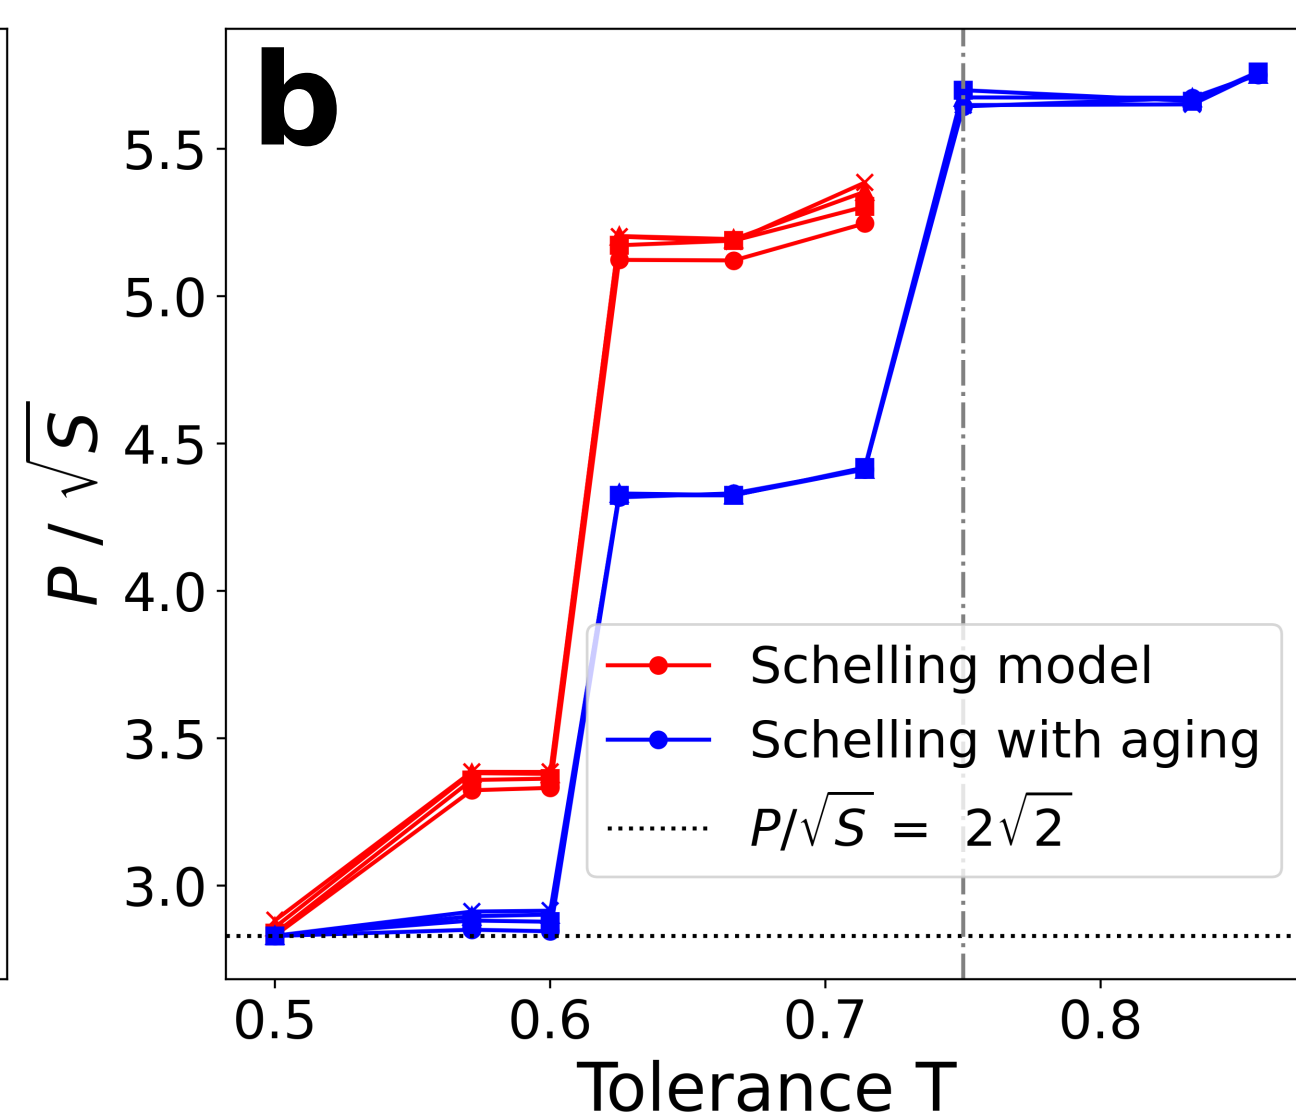 b
5.5
5.0
4.5
4.0
3.5
3.0
P / √S
Schelling model
Schelling with aging
P/√S = 2√2
0.5 0.6 0.7 0.8
Tolerance T